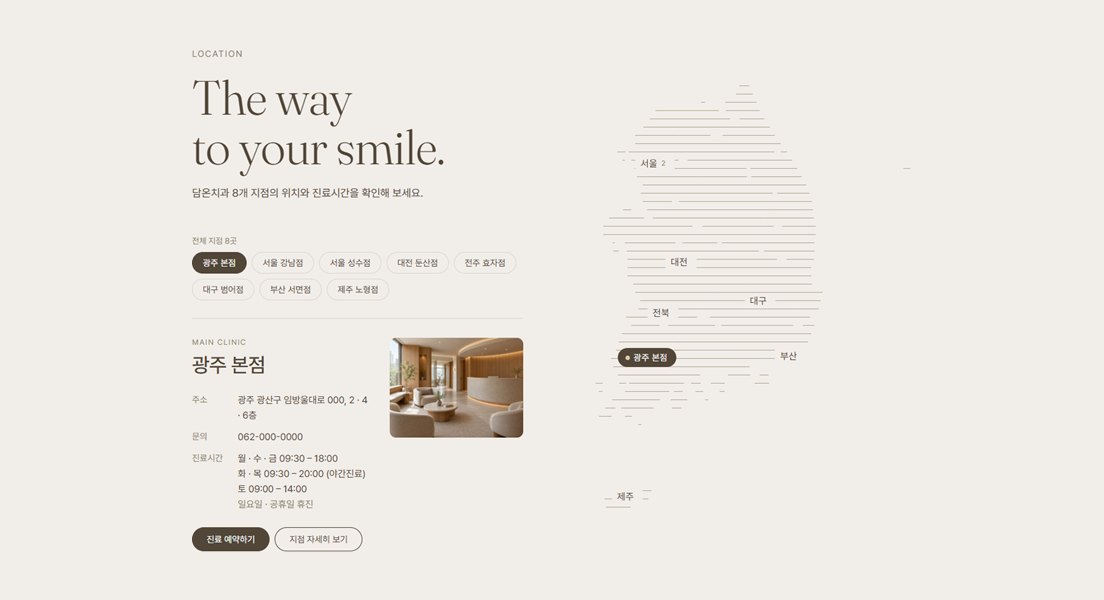 LOCATION
The way
to your smile.
담온치과 8개 지점의 위치와 진료시간을 확인해 보세요.
전체 지점 8곳
광주 본점 서울 강남점 서울 성수점 대전 둔산점 전주 효자점
대구 범어점 부산 서면점 제주 노형점
MAIN CLINIC
광주 본점
주소 광주 광산구 임방울대로 000, 2 · 4
· 6층
문의 062-000-0000
진료시간 월 · 수 · 금 09:30 – 18:00
화 · 목 09:30 – 20:00 (야간진료)
토 09:00 – 14:00
일요일 · 공휴일 휴진
진료 예약하기 지점 자세히 보기
서울 2
대전
대구
전북
광주 본점
부산
제주